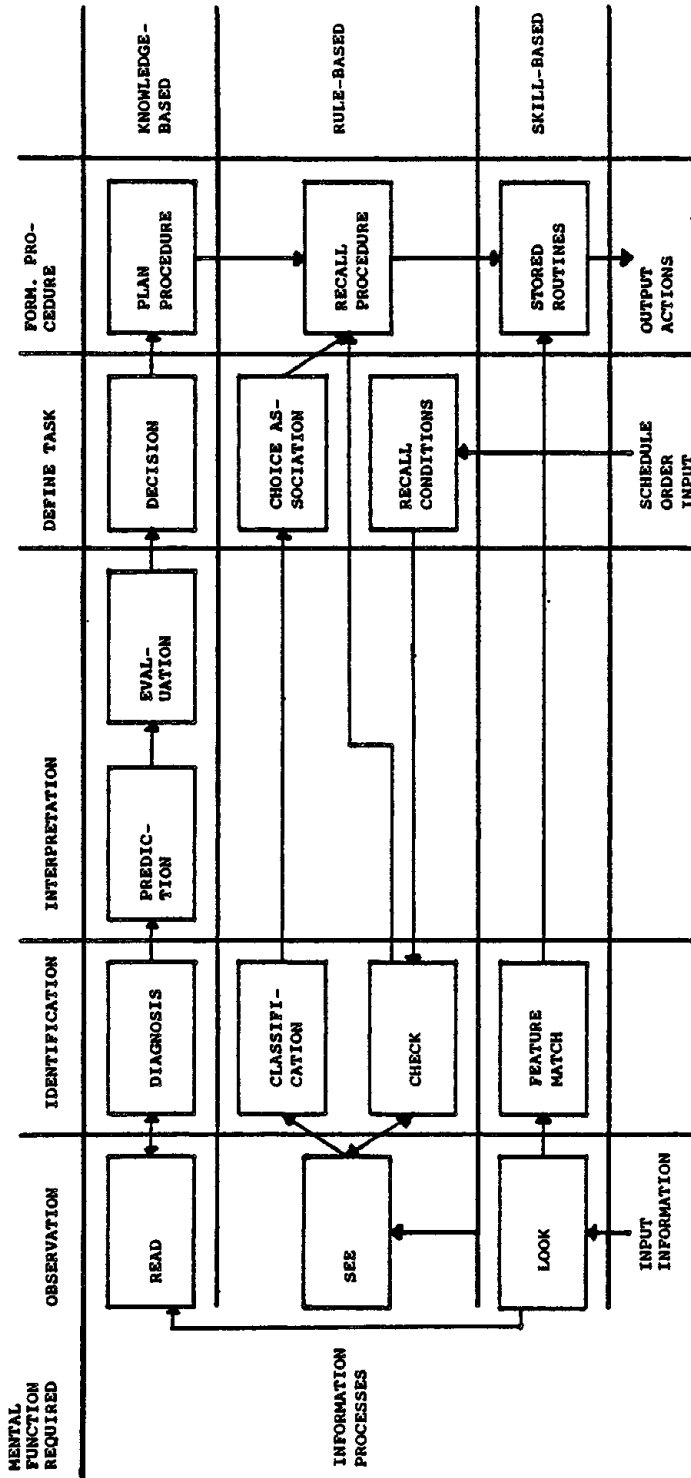 MENTAL
FUNCTION
REQUIRED
OBSERVATION
IDENTIFICATION
INTERPRETATION
DEFINE TASK
FORM. PRO-
CEDURE
READ
DIAGNOSIS
PREDIC-
TION
EVAL-
UATION
DECISION
PLAN
PROCEDURE
KNOWLEDGE-
BASED
INFORMATION
PROCESSES
SEE
CLASSIFI-
CATION
CHECK
CHOICE AS-
SOCIATION
RECALL
CONDITIONS
RECALL
PROCEDURE
RULE-BASED
LOOK
FEATURE
MATCH
STORED
ROUTINES
SKILL-BASED
INPUT
INFORMATION
SCHEDULE
ORDER
INPUT
OUTPUT
ACTIONS